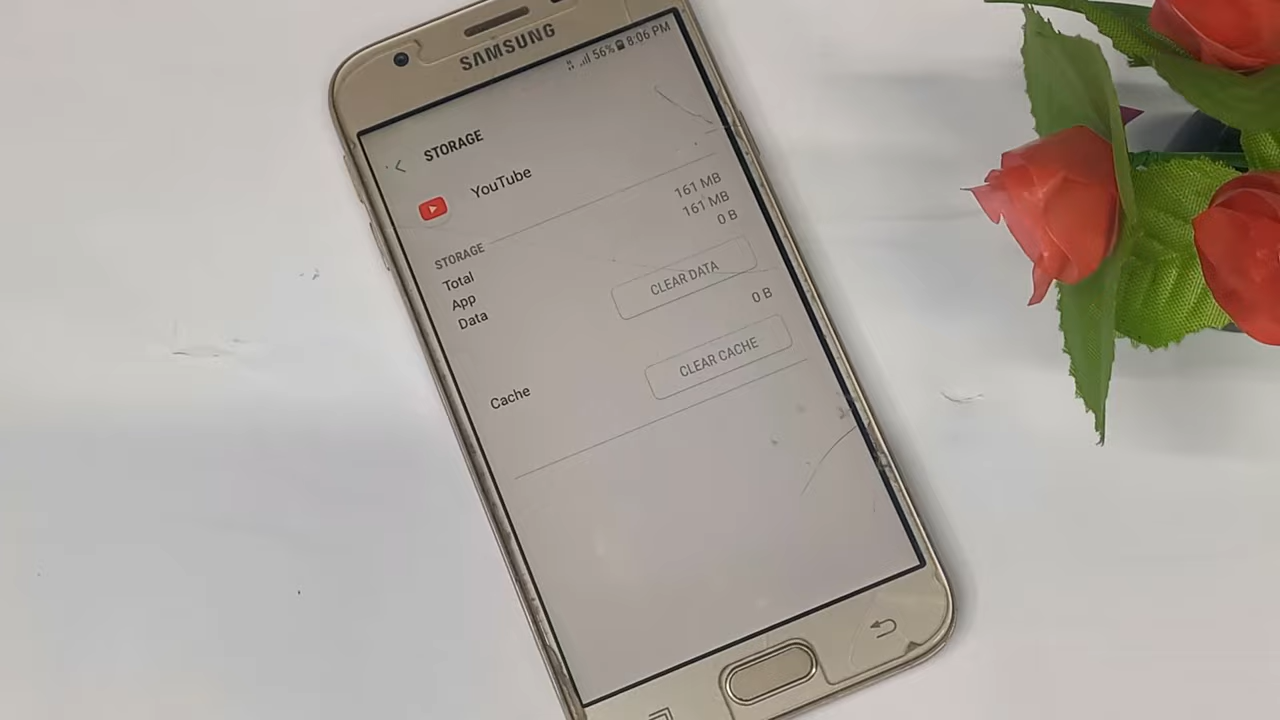 SAMSUNG
56% 8:06 PM
STORAGE
YouTube
STORAGE
Total 161 MB
App 161 MB
Data 0 B
CLEAR DATA
Cache 0 B
CLEAR CACHE